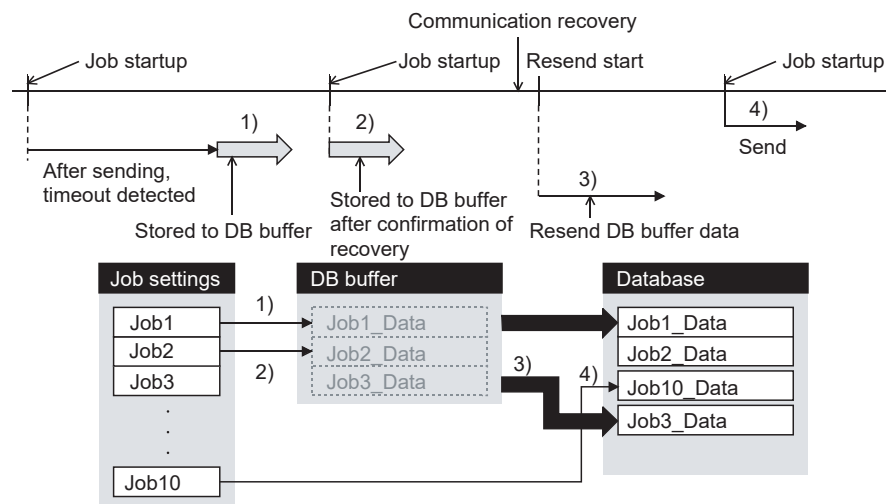 Communication recovery
Job startup
Job startup
Resend start
Job startup
1)
2)
4)
Send
After sending,
timeout detected
3)
Stored to DB buffer
Stored to DB buffer
after confirmation of
recovery
Resend DB buffer data
Job settings
DB buffer
Database
Job1
1)
Job1_Data
Job1_Data
Job2
2)
Job2_Data
3)
Job2_Data
Job3
Job3_Data
4)
Job10_Data
Job3_Data
.
.
.
Job10